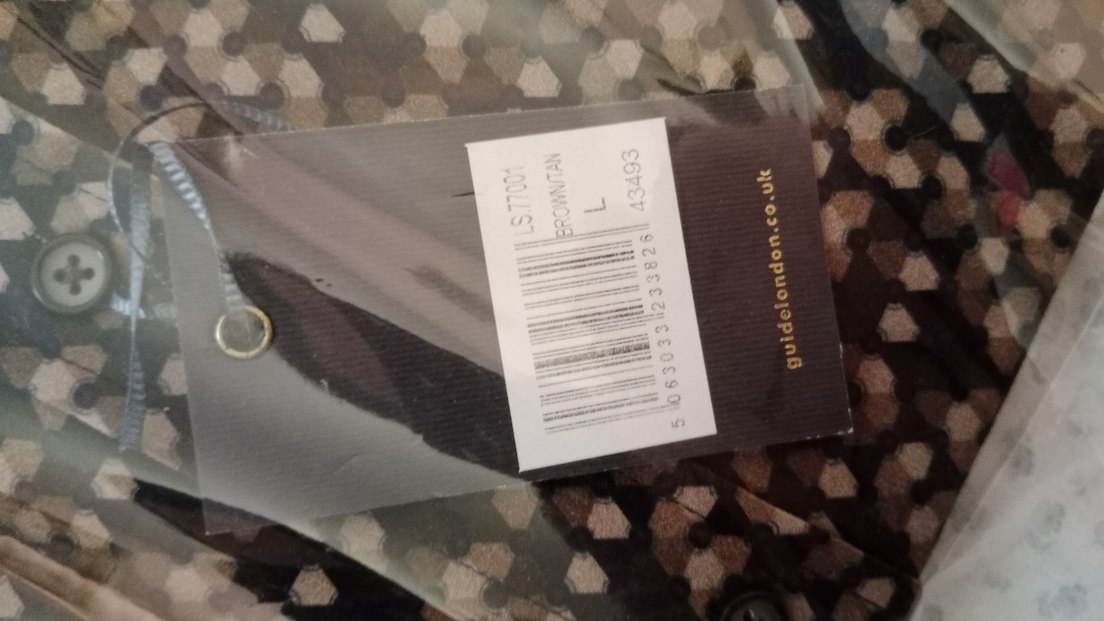 LS.77001
BROWN/TAN
L
43493
5 063033 233826
guidelondon.co.uk